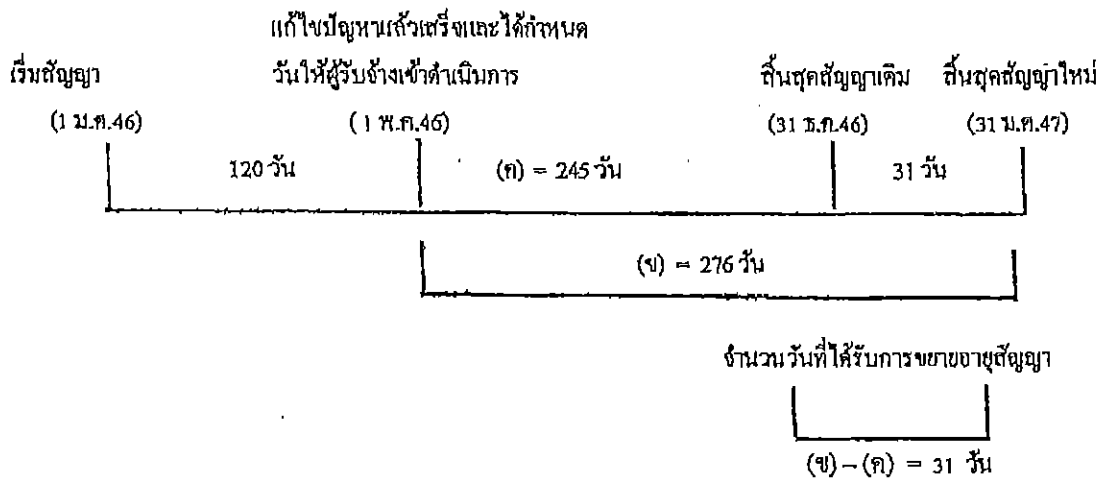 แก้ไขปัญหาแล้วเสร็จและได้กำหนด
เริ่มสัญญา วันให้ผู้รับจ้างเข้าดำเนินการ สิ้นสุดสัญญาเดิม สิ้นสุดสัญญาใหม่
(1 ม.ค.46) (1 พ.ค.46) (31 ธ.ค.46) (31 ม.ค.47)
120 วัน (ค) = 245 วัน 31 วัน
(ข) = 276 วัน
จำนวนวันที่ได้รับการขยายอายุสัญญา
(ข) – (ค) = 31 วัน